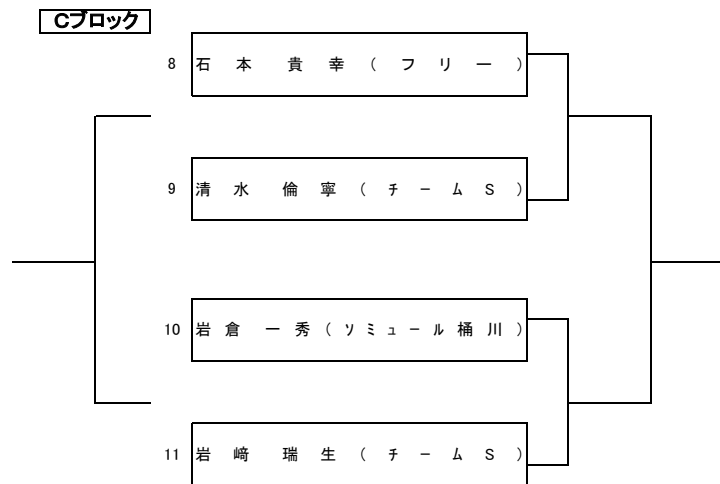 Cブロック
8 石本 貴幸(フリー)
9 清水 倫寧(チームS)
10 岩倉 一秀(ソミュール桶川)
11 岩﨑 瑞生(チームS)